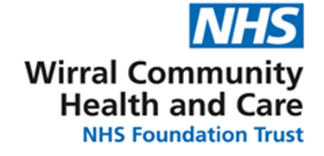 NHS
Wirral Community
Health and Care
NHS Foundation Trust